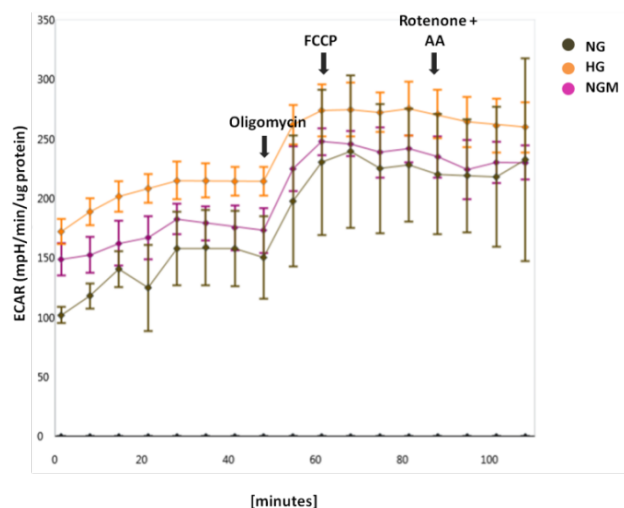 350
300
250
200
150
100
50
0
ECAR (mpH/min/ug protein)
Oligomycin
FCCP
Rotenone +
AA
NG
HG
NGM
0 20 40 60 80 100
[minutes]